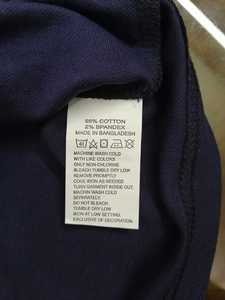 98% COTTON
2% SPANDEX
MADE IN BANGLADESH
MACHINE WASH COLD
WITH LIKE COLORS
ONLY NON-CHLORINE
BLEACH TUMBLE DRY LOW
REMOVE PROMPTLY
COOL IRON AS NEEDED
TURN GARMENT INSIDE OUT.
MACHIN WASH COLD
SEPARATELY
DO NOT BLEACH
TUMBLE DRY LOW
IRON AT LOW SETTING.
EXCLUSIVE OF DECORATION